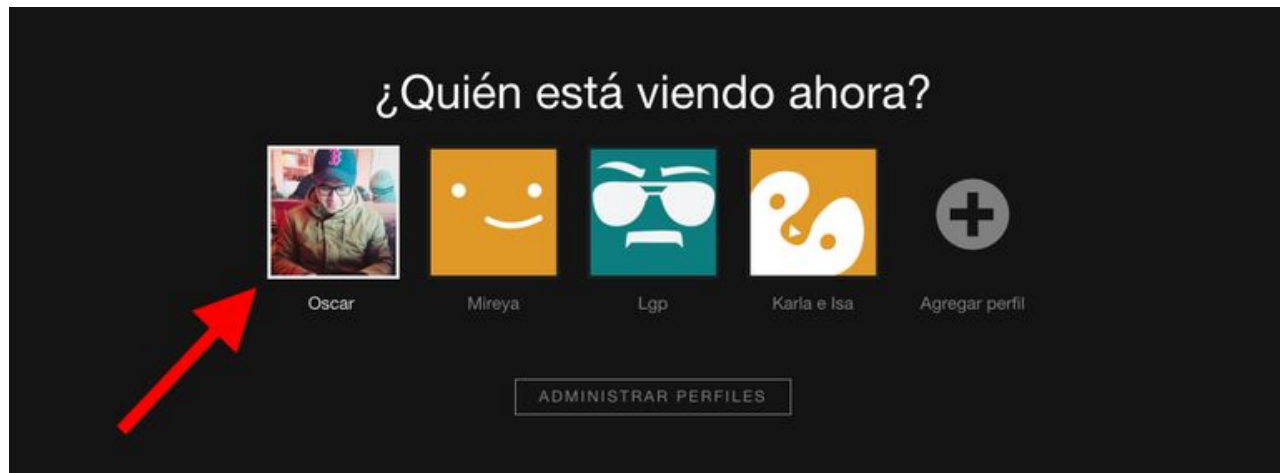 ¿Quién está viendo ahora?
Oscar
Mireya
Lgp
Karla e Isa
Agregar perfil
ADMINISTRAR PERFILES